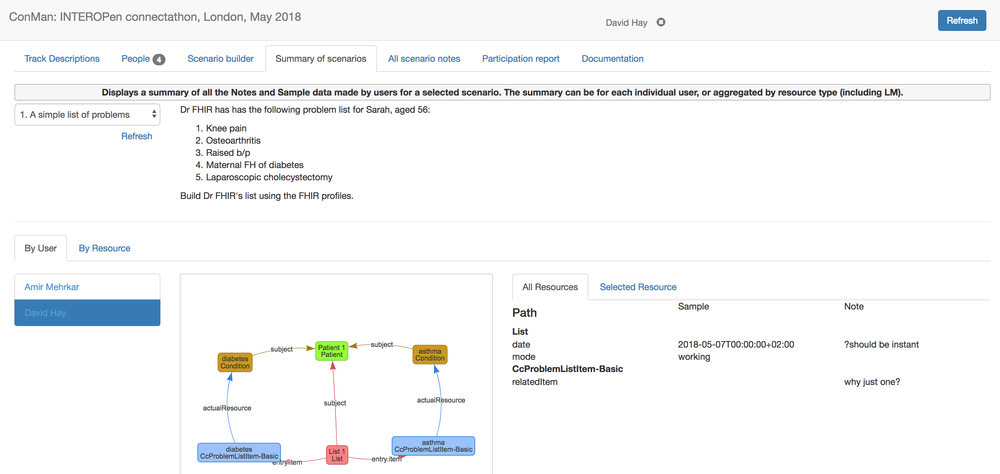 ConMan: INTEROPen connectathon, London, May 2018
David Hay
Refresh
Track Descriptions
People 4
Scenario builder
Summary of scenarios
All scenario notes
Participation report
Documentation
Displays a summary of all the Notes and Sample data made by users for a selected scenario. The summary can be for each individual user, or aggregated by resource type (including LM).
1. A simple list of problems
Refresh
Dr FHIR has has the following problem list for Sarah, aged 56:
1. Knee pain
2. Osteoarthritis
3. Raised b/p
4. Maternal FH of diabetes
5. Laparoscopic cholecystectomy
Build Dr FHIR's list using the FHIR profiles.
By User
By Resource
Amir Mehrkar
David Hay
diabetes
Condition
subject
Patient 1
Patient
subject
asthma
Condition
actualResource
subject
actualResource
diabetes
CcProblemListItem-Basic
entry.item
List 1
List
entry.item
asthma
CcProblemListItem-Basic
All Resources
Selected Resource
Path
Sample
Note
List
date
2018-05-07T00:00:00+02:00
?should be instant
mode
working
CcProblemListItem-Basic
relatedItem
why just one?